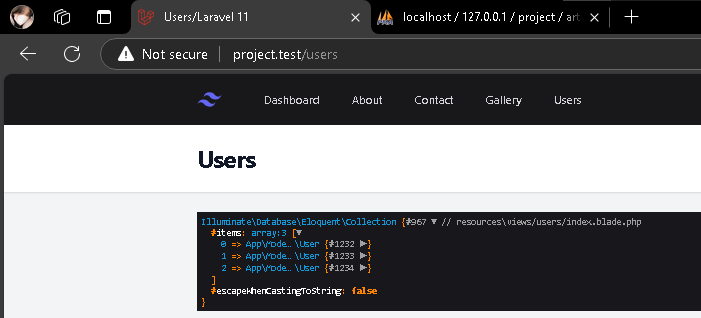 Users/Laravel 11
localhost / 127.0.0.1 / project / art
Not secure
project.test/users
Dashboard
About
Contact
Gallery
Users
Users
Illuminate\Database\Eloquent\Collection {#967 ▼ // resources\views/users/index.blade.php
#items: array:3 [▼
0 => App\Mode…\User {#1232 ▶}
1 => App\Mode…\User {#1233 ▶}
2 => App\Mode…\User {#1234 ▶}
]
#escapeWhenCastingToString: false
}